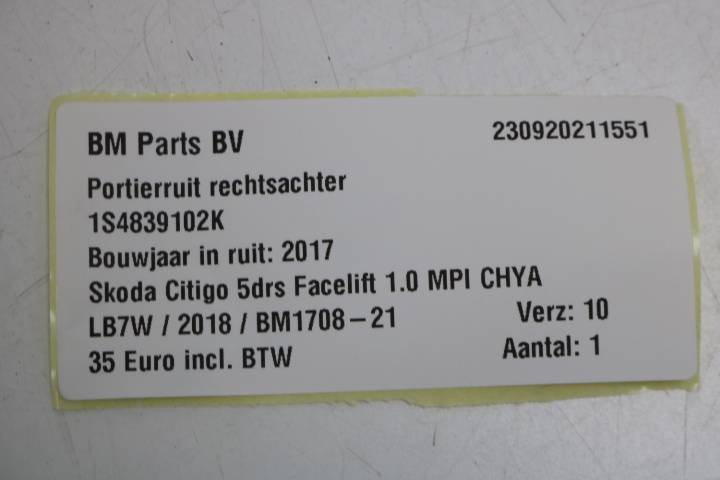 BM Parts BV 230920211551
Portierruit rechtsachter
1S4839102K
Bouwjaar in ruit: 2017
Skoda Citigo 5drs Facelift 1.0 MPI CHYA
LB7W / 2018 / BM1708-21 Verz: 10
35 Euro incl. BTW Aantal: 1